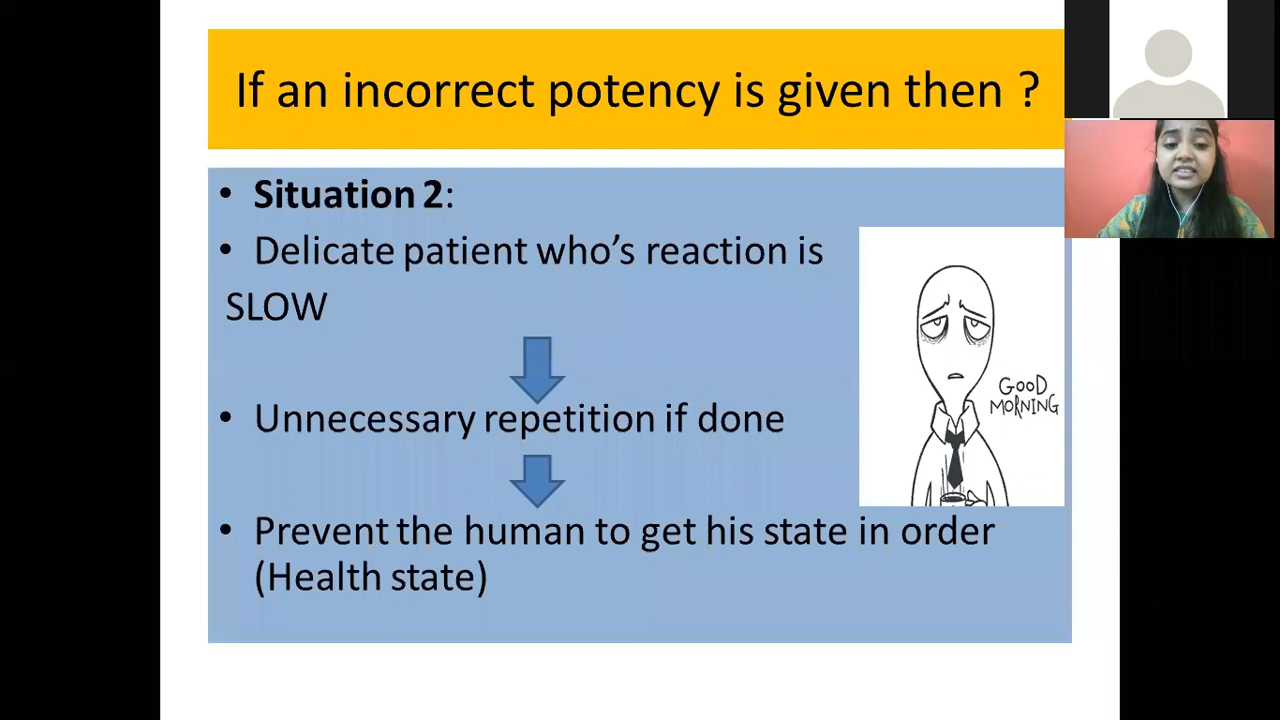 If an incorrect potency is given then ?
• Situation 2:
• Delicate patient who’s reaction is
SLOW
• Unnecessary repetition if done
• Prevent the human to get his state in order
(Health state)
GOOD
MORNING